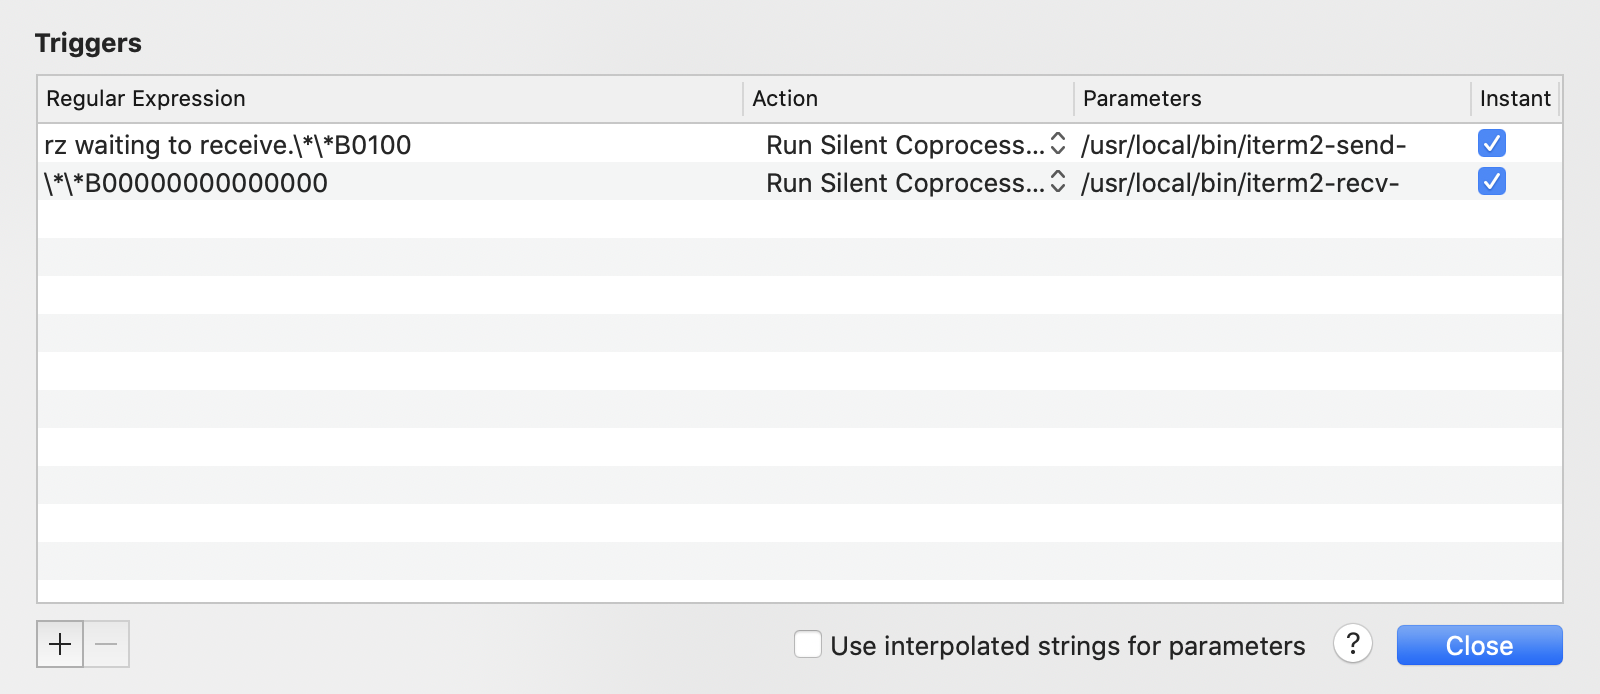 Triggers
Regular Expression Action Parameters Instant
rz waiting to receive.\*\*B0100 Run Silent Coprocess... /usr/local/bin/iterm2-send-
\*\*B00000000000000 Run Silent Coprocess... /usr/local/bin/iterm2-recv-
+ − Use interpolated strings for parameters ? Close